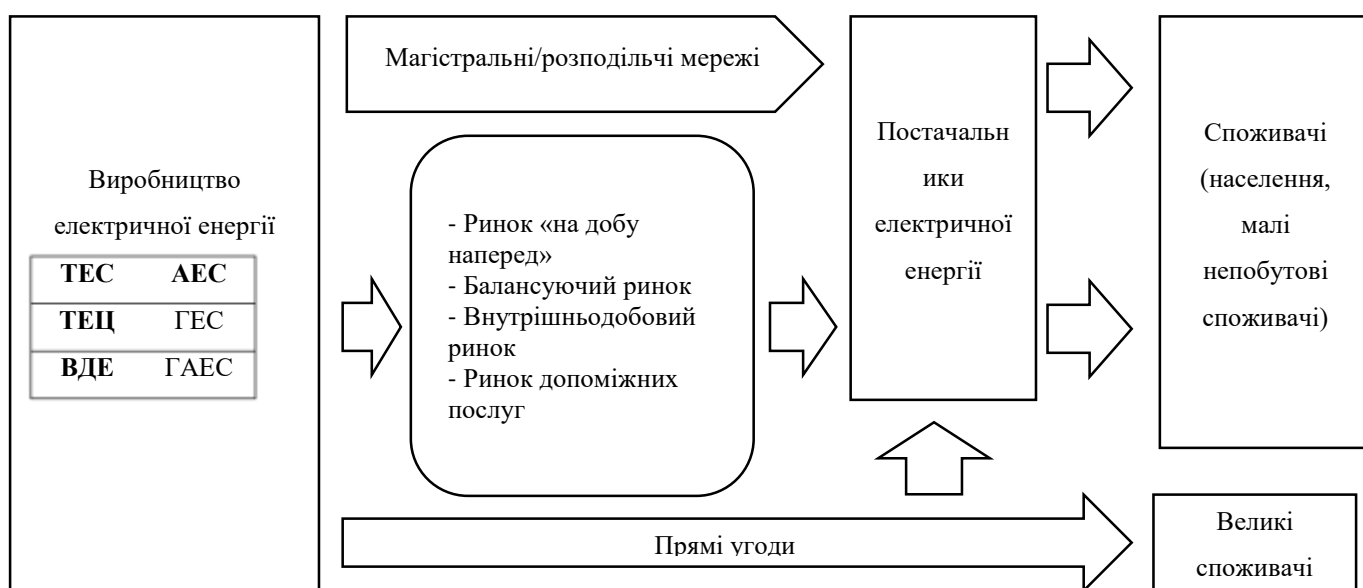 Виробництво
електричної енергії
ТЕС АЕС
ТЕЦ ГЕС
ВДЕ ГАЕС
Магістральні/розподільчі мережі
- Ринок «на добу
наперед»
- Балансуючий ринок
- Внутрішньодобовий
ринок
- Ринок допоміжних
послуг
Постачальн
ики
електричної
енергії
Споживачі
(населення,
малі
непобутові
споживачі)
Прямі угоди
Великі
споживачі